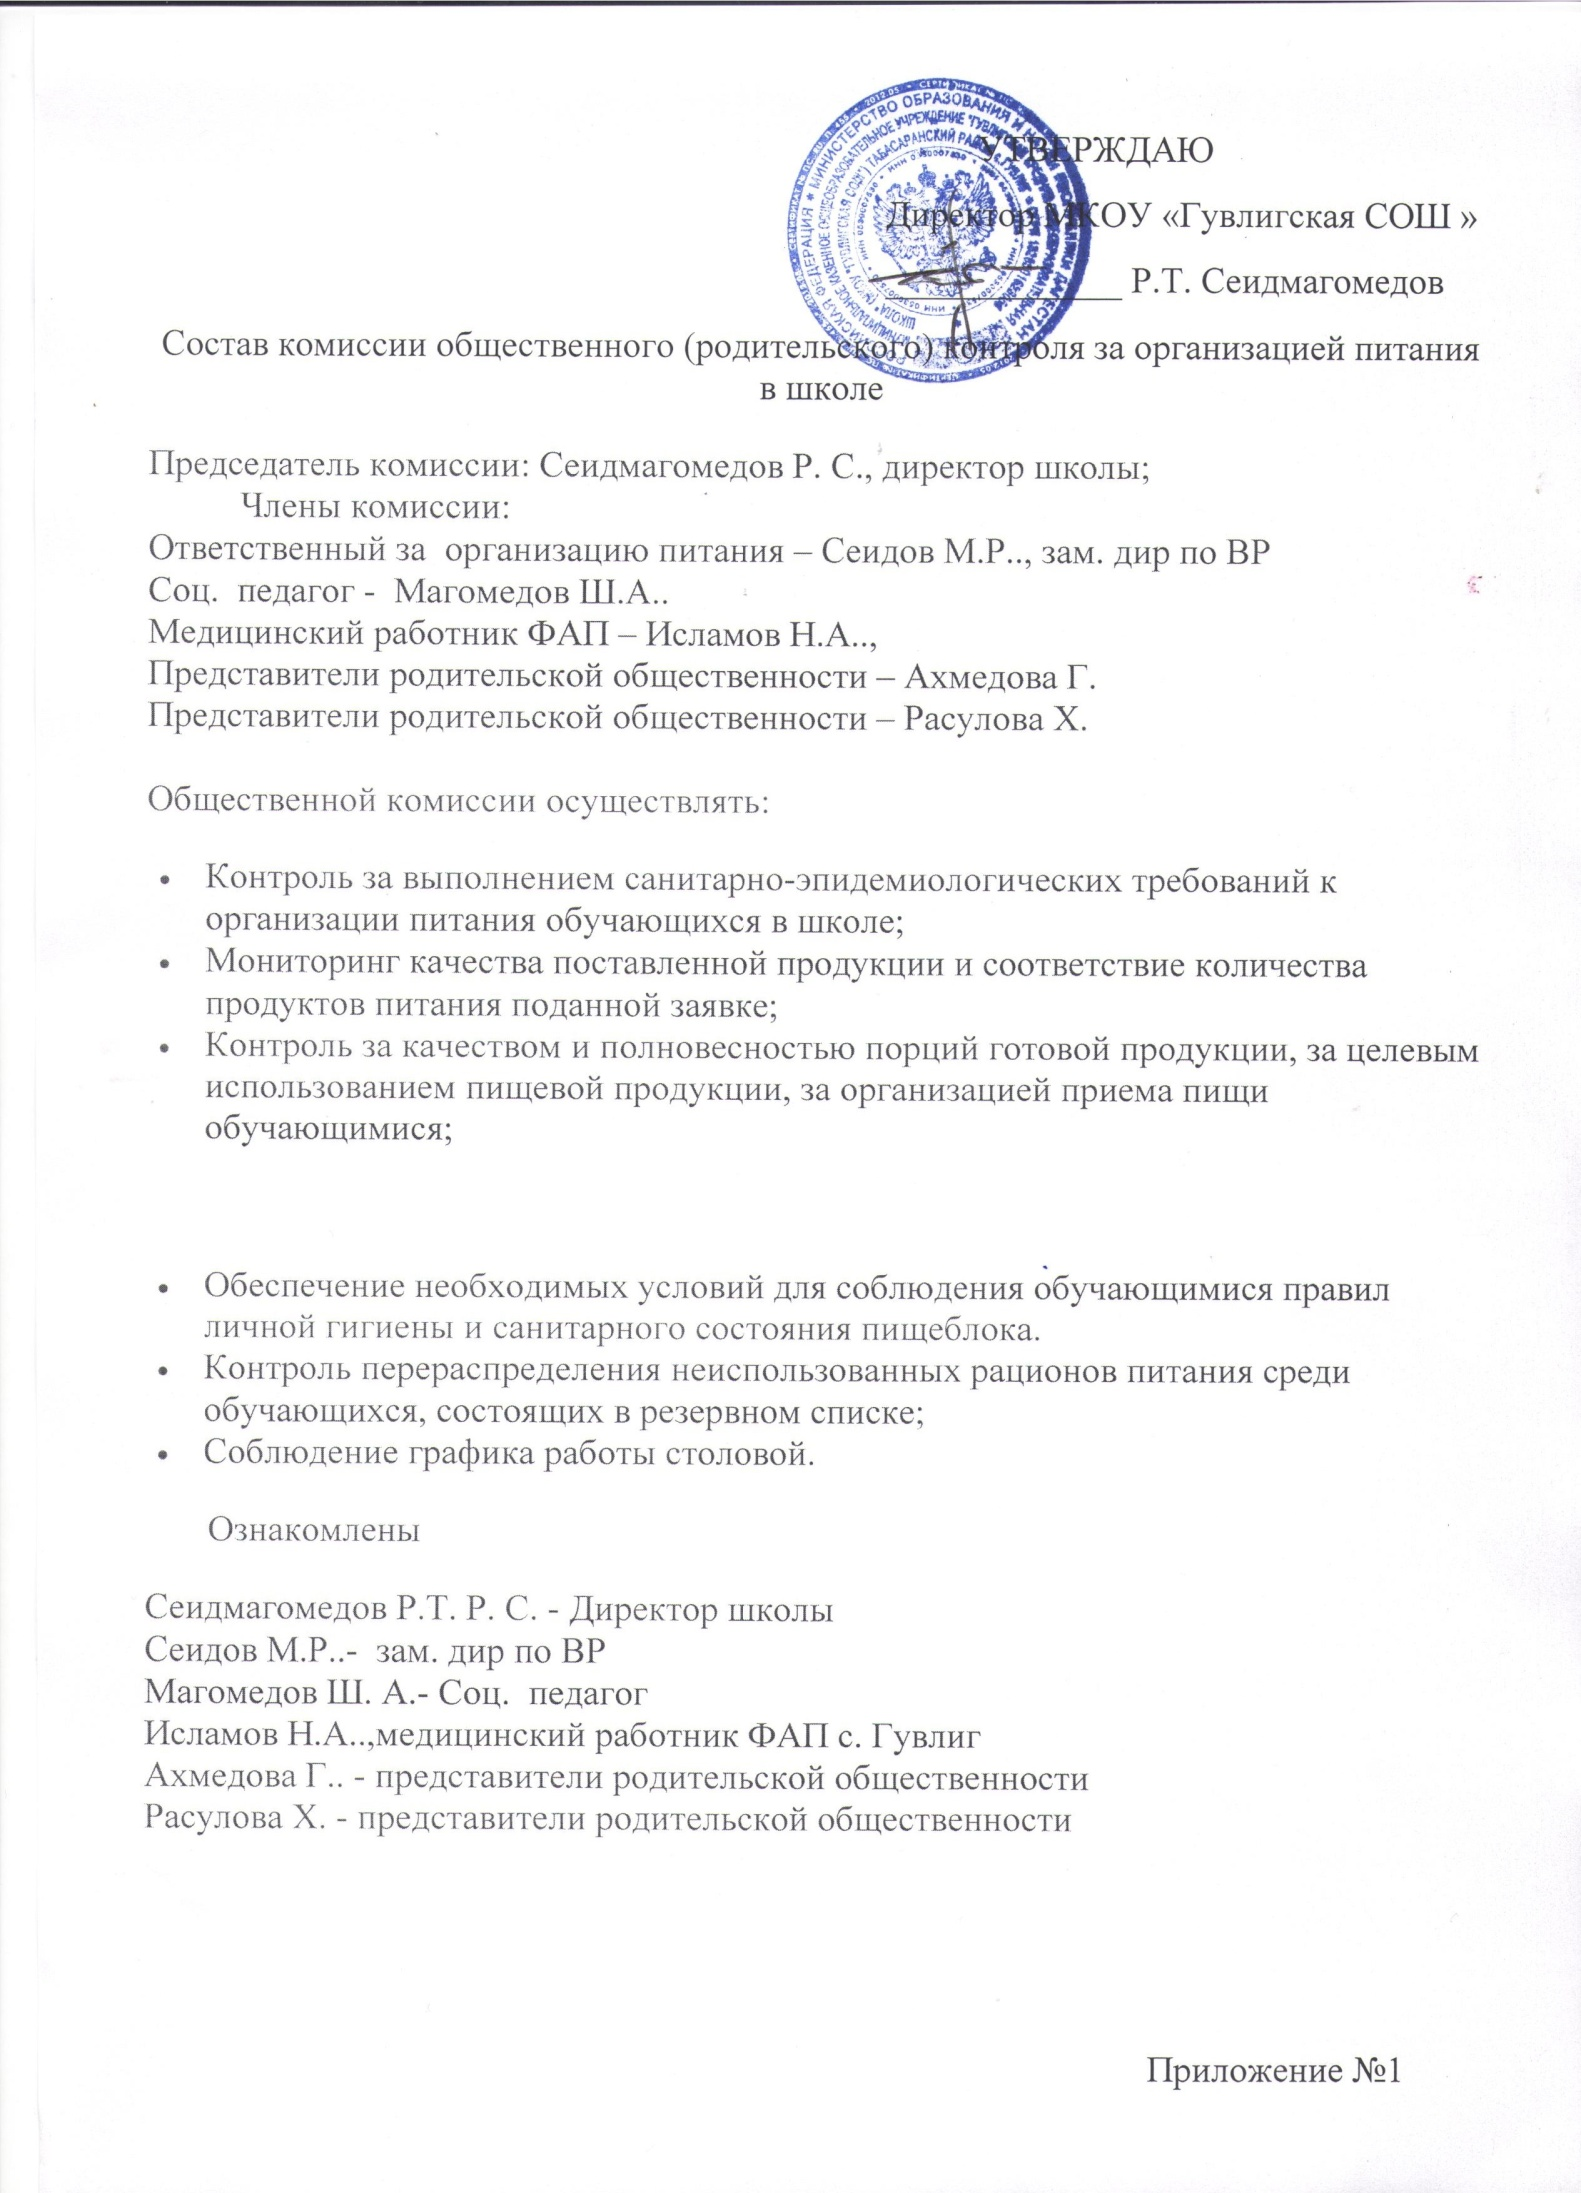 УТВЕРЖДАЮ
Директор МКОУ «Гувлигская СОШ »
____________ Р.Т. Сеидмагомедов
Состав комиссии общественного (родительского) контроля за организацией питания
в школе
Председатель комиссии: Сеидмагомедов Р. С., директор школы;
Члены комиссии:
Ответственный за  организацию питания – Сеидов М.Р.., зам. дир по ВР
Соц.  педагог -  Магомедов Ш.А..
Медицинский работник ФАП – Исламов Н.А..,
Представители родительской общественности – Ахмедова Г.
Представители родительской общественности – Расулова Х.
Общественной комиссии осуществлять:
• Контроль за выполнением санитарно-эпидемиологических требований к
организации питания обучающихся в школе;
• Мониторинг качества поставленной продукции и соответствие количества
продуктов питания поданной заявке;
• Контроль за качеством и полновесностью порций готовой продукции, за целевым
использованием пищевой продукции, за организацией приема пищи
обучающимися;
• Обеспечение необходимых условий для соблюдения обучающимися правил
личной гигиены и санитарного состояния пищеблока.
• Контроль перераспределения неиспользованных рационов питания среди
обучающихся, состоящих в резервном списке;
• Соблюдение графика работы столовой.
Ознакомлены
Сеидмагомедов Р.Т. Р. С. - Директор школы
Сеидов М.Р..-  зам. дир по ВР
Магомедов Ш. А.- Соц.  педагог
Исламов Н.А..,медицинский работник ФАП с. Гувлиг
Ахмедова Г.. - представители родительской общественности
Расулова Х. - представители родительской общественности
Приложение №1